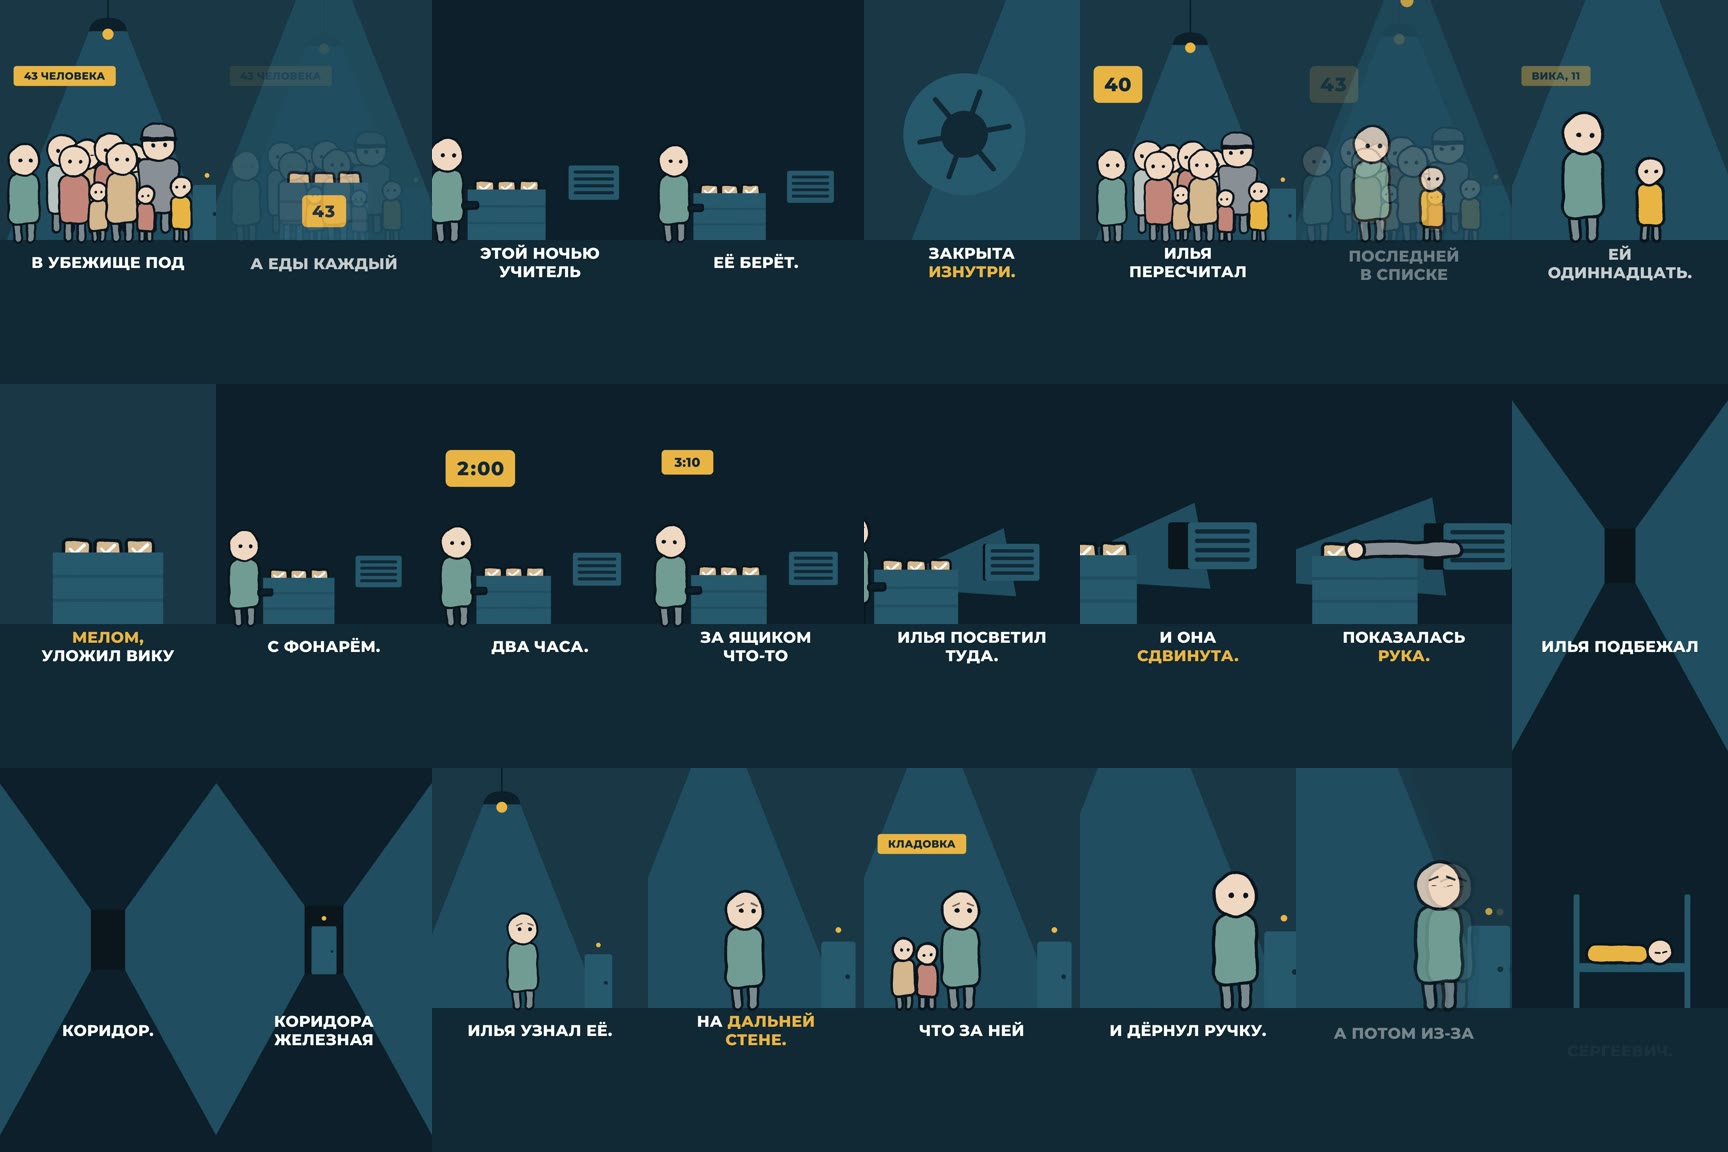 43 ЧЕЛОВЕКА
В УБЕЖИЩЕ ПОД
43 ЧЕЛОВЕКА
43
А ЕДЫ КАЖДЫЙ
ЭТОЙ НОЧЬЮ
УЧИТЕЛЬ
ЕЁ БЕРЁТ.
ЗАКРЫТА
ИЗНУТРИ.
40
ИЛЬЯ
ПЕРЕСЧИТАЛ
43
ПОСЛЕДНЕЙ
В СПИСКЕ
ВИКА, 11
ЕЙ
ОДИННАДЦАТЬ.
МЕЛОМ,
УЛОЖИЛ ВИКУ
С ФОНАРЁМ.
2:00
ДВА ЧАСА.
3:10
ЗА ЯЩИКОМ
ЧТО-ТО
ИЛЬЯ ПОСВЕТИЛ
ТУДА.
И ОНА
СДВИНУТА.
ПОКАЗАЛАСЬ
РУКА.
ИЛЬЯ ПОДБЕЖАЛ
КОРИДОР.
КОРИДОРА
ЖЕЛЕЗНАЯ
ИЛЬЯ УЗНАЛ ЕЁ.
НА ДАЛЬНЕЙ
СТЕНЕ.
КЛАДОВКА
ЧТО ЗА НЕЙ
И ДЁРНУЛ РУЧКУ.
А ПОТОМ ИЗ-ЗА
СЕРГЕЕВИЧ.